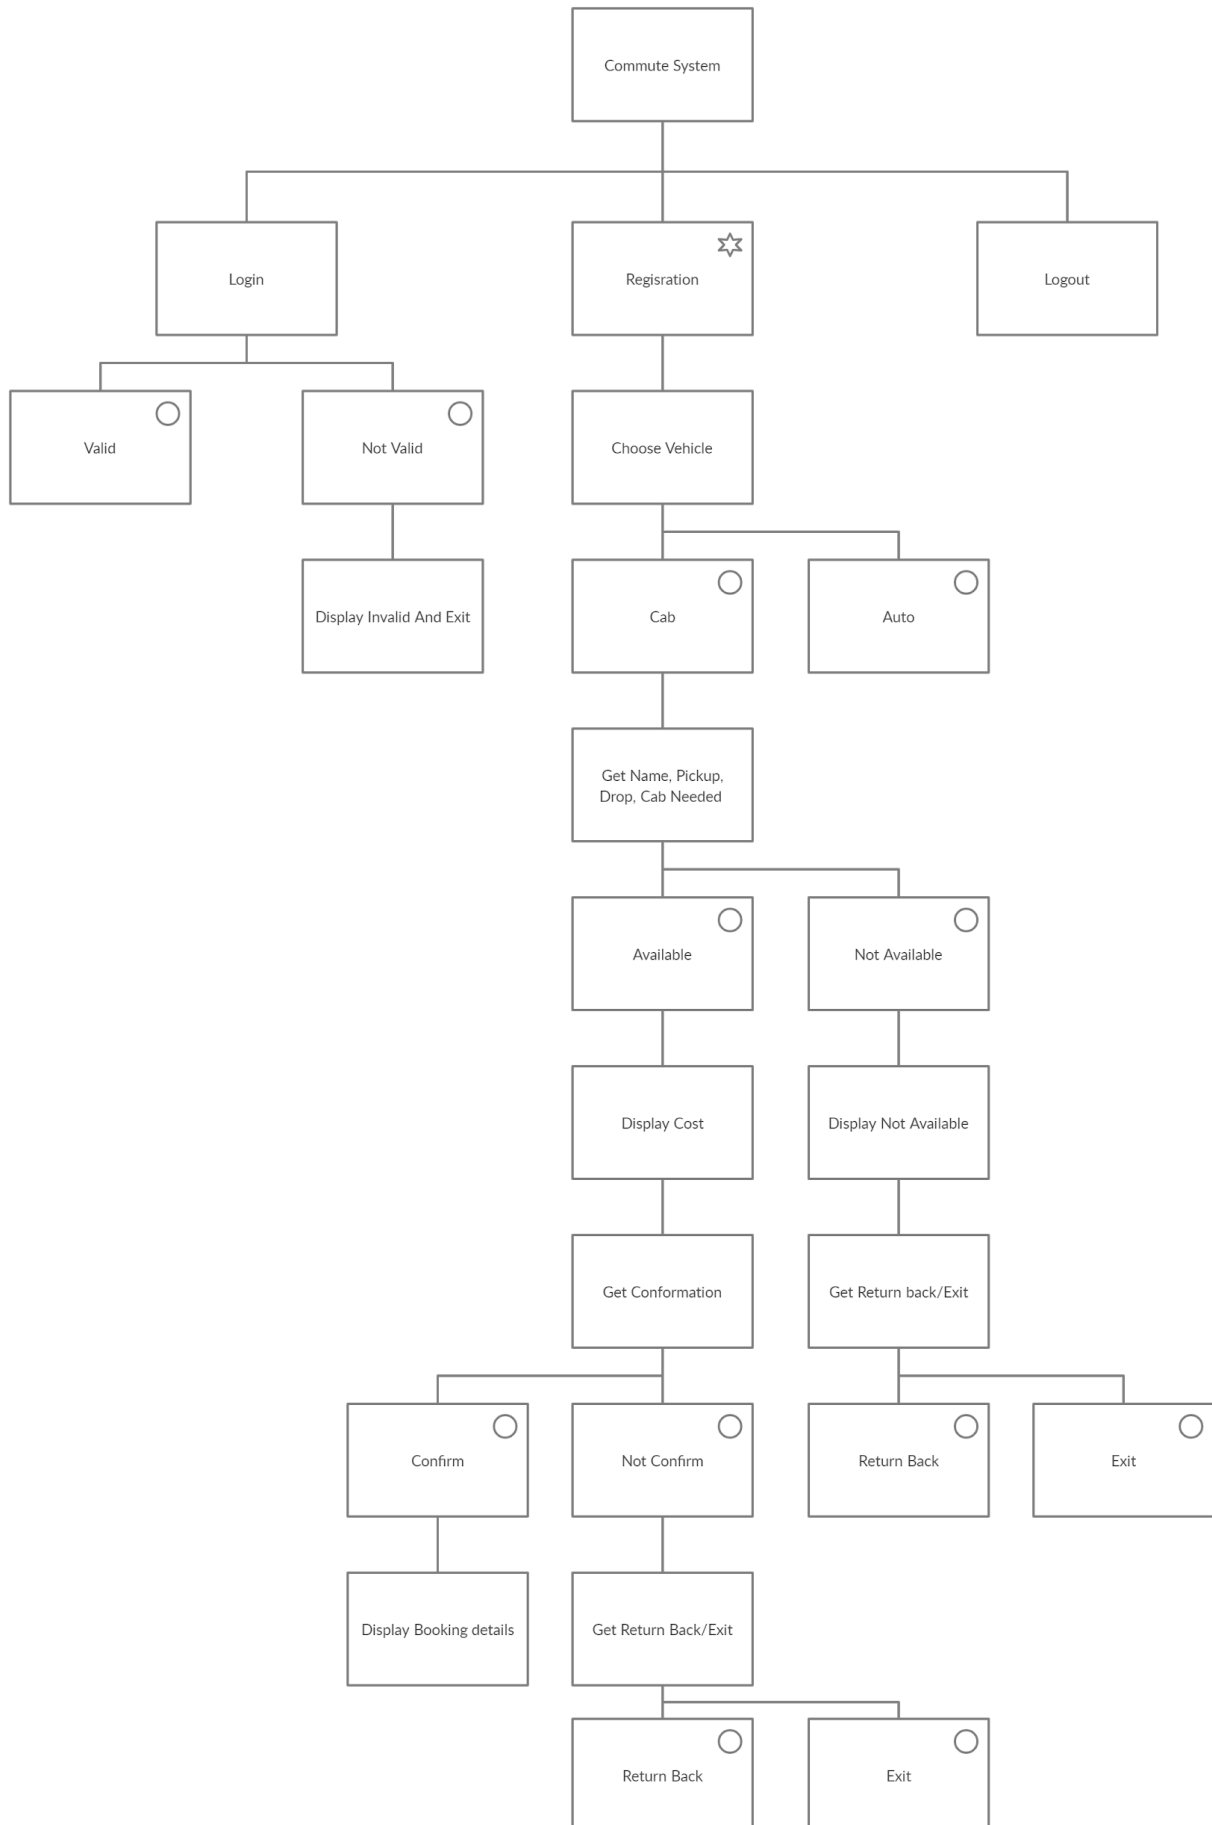 Commute System
Login
Regisration
Logout
Valid
Not Valid
Choose Vehicle
Display Invalid And Exit
Cab
Auto
Get Name, Pickup,
Drop, Cab Needed
Available
Not Available
Display Cost
Display Not Available
Get Conformation
Get Return back/Exit
Confirm
Not Confirm
Return Back
Exit
Display Booking details
Get Return Back/Exit
Return Back
Exit